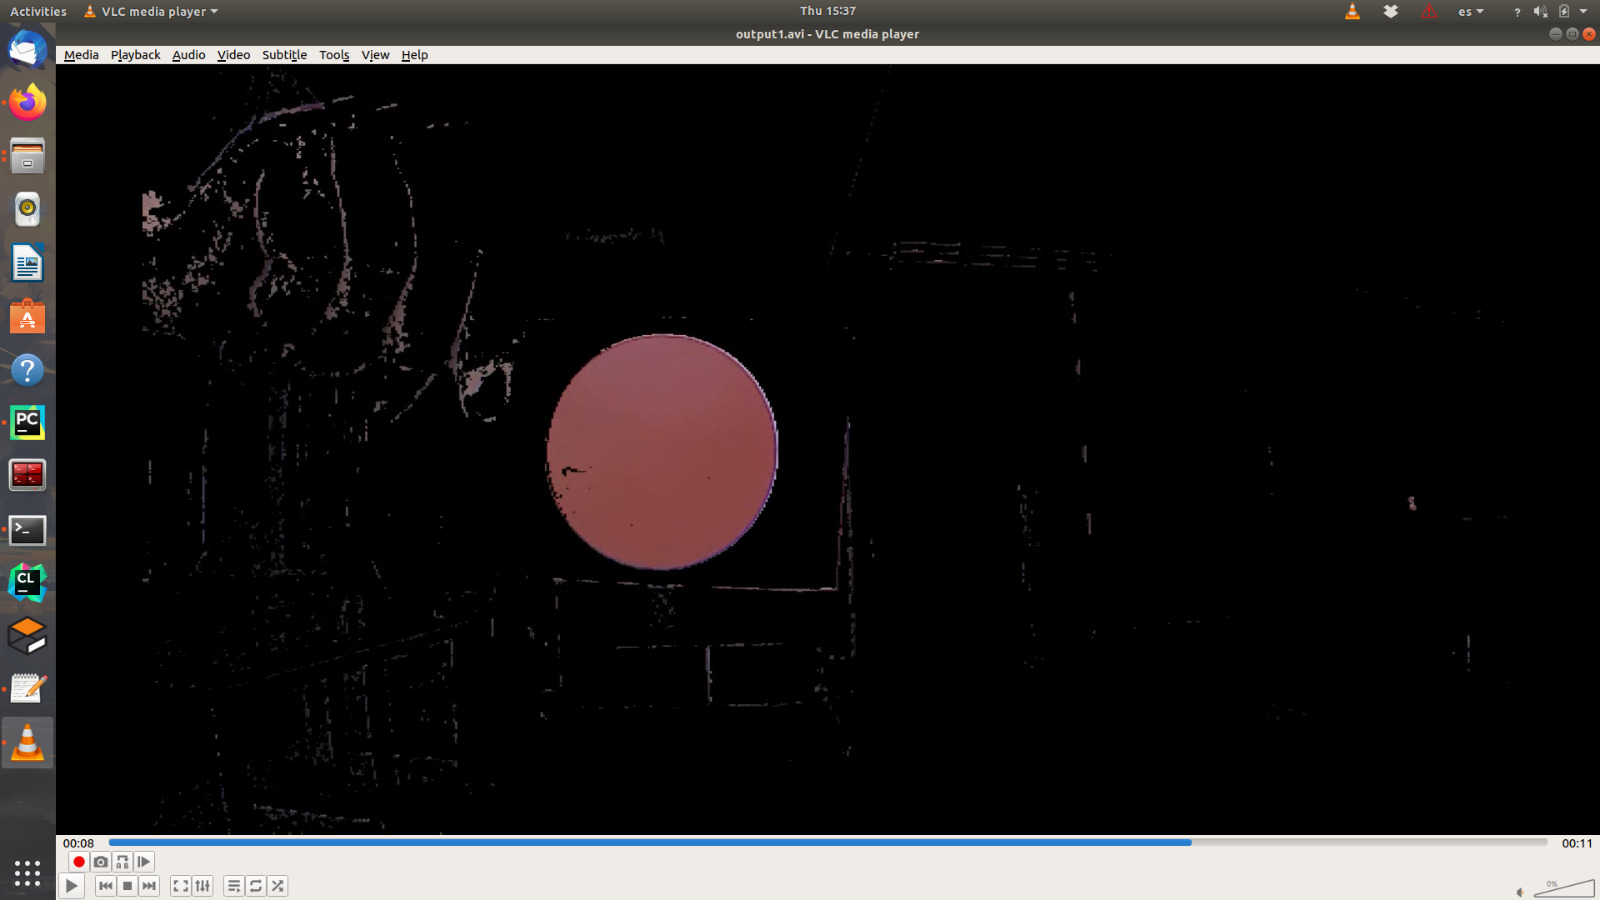 Activities VLC media player Thu 15:37 es ?
output1.avi - VLC media player
Media Playback Audio Video Subtitle Tools View Help
A
?
PC
>_
CL
00:08 00:11
A B
0%